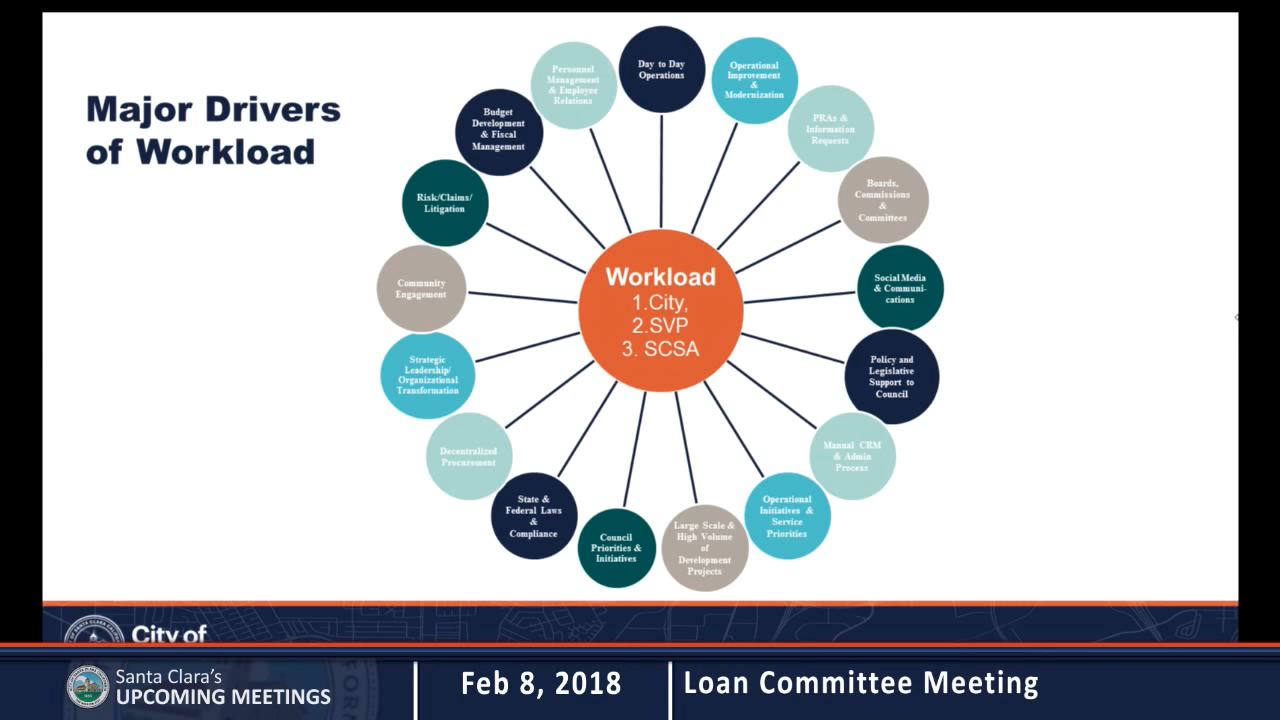 Major Drivers
of Workload
Day to Day
Operations
Operational
Improvement
&
Modernization
PRAs &
Information
Requests
Boards,
Commissions
&
Committees
Social Media
& Communi-
cations
Policy and
Legislative
Support to
Council
Manual CRM
& Admin
Process
Operational
Initiatives &
Service
Priorities
Large Scale &
High Volume
of
Development
Projects
Council
Priorities &
Initiatives
State &
Federal Laws
&
Compliance
Decentralized
Procurement
Strategic
Leadership/
Organizational
Transformation
Community
Engagement
Risk/Claims/
Litigation
Budget
Development
& Fiscal
Management
Personnel
Management
& Employee
Relations
Workload
1.City,
2.SVP
3. SCSA
City of
Santa Clara's
UPCOMING MEETINGS
Feb 8, 2018
Loan Committee Meeting